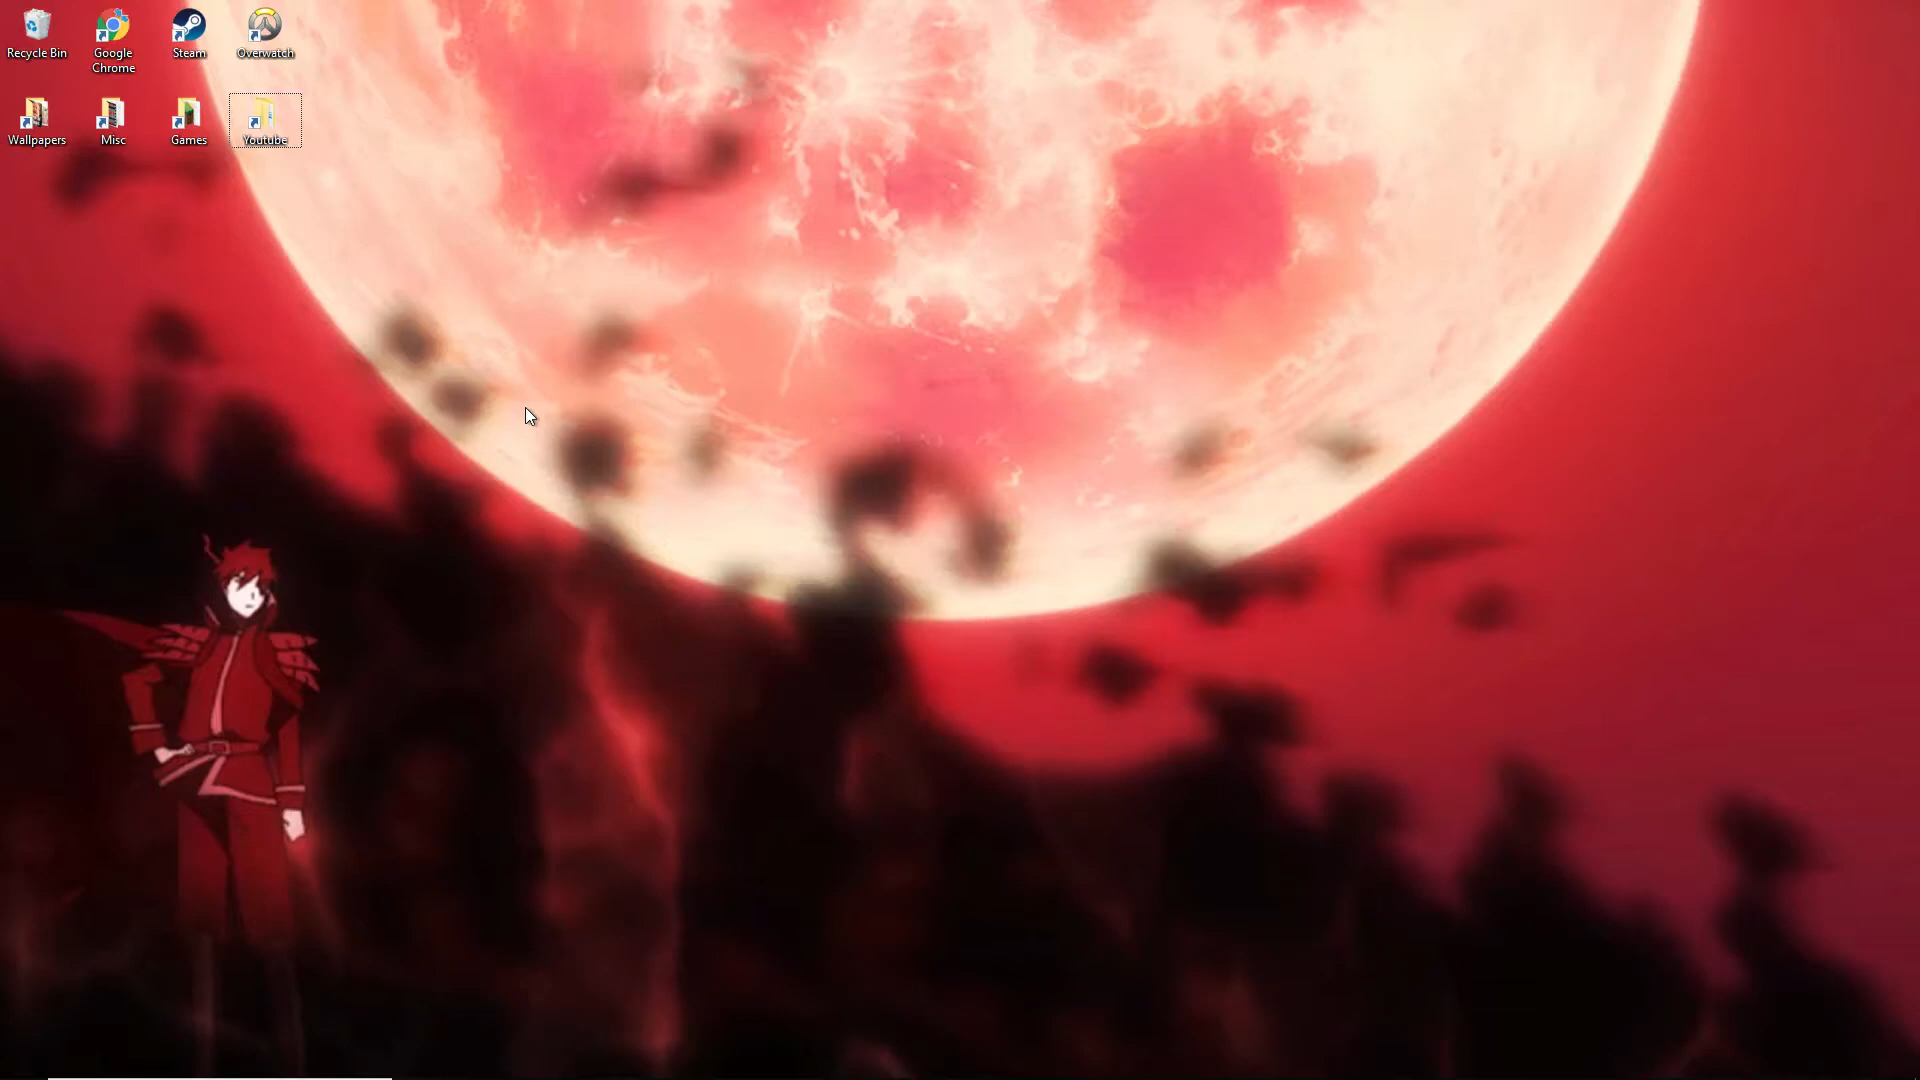 Recycle Bin
Google
Chrome
Steam
Overwatch
Wallpapers
Misc
Games
Youtube